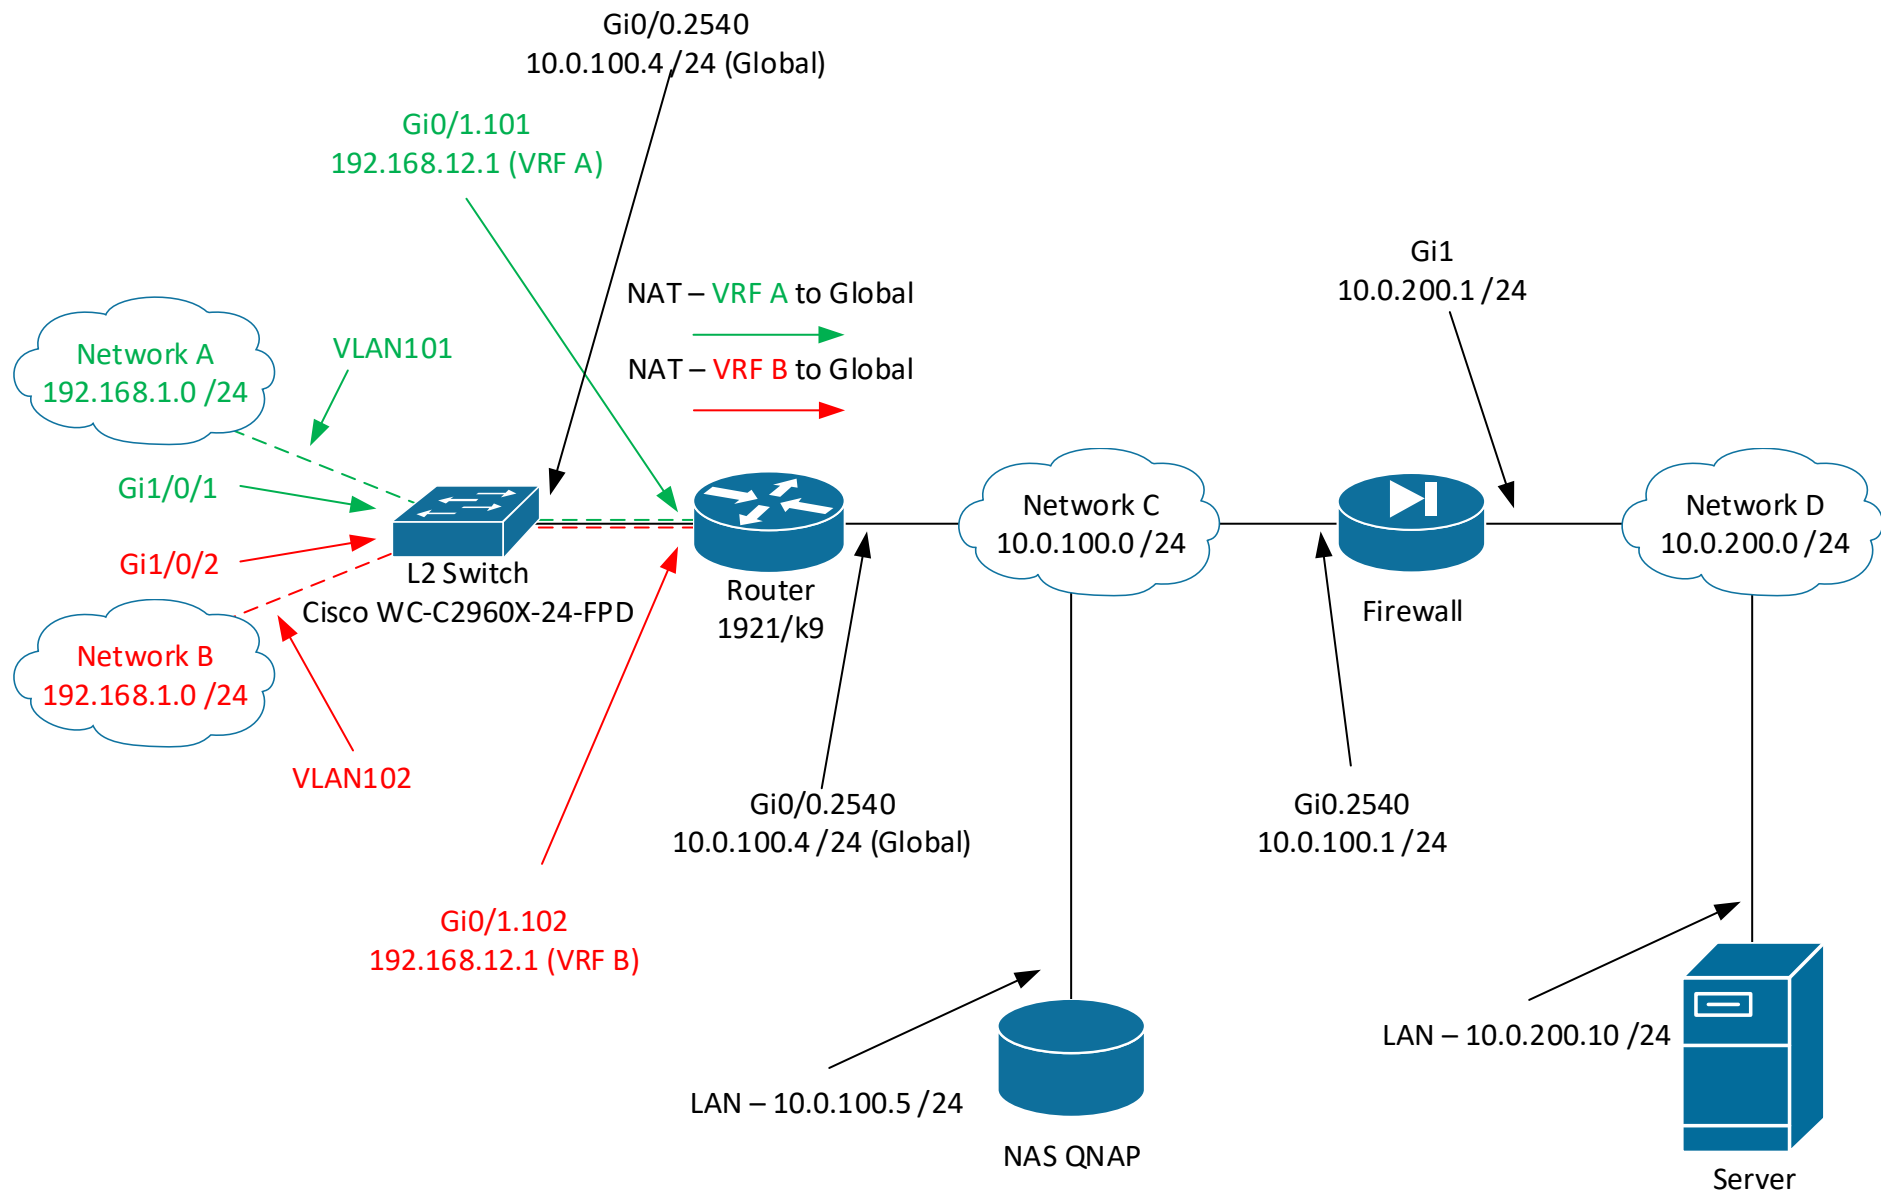 Gi0/0.2540
10.0.100.4 /24 (Global)
Gi0/1.101
192.168.12.1 (VRF A)
Gi1
10.0.200.1 /24
NAT – VRF A to Global
NAT – VRF B to Global
Network A
192.168.1.0 /24
VLAN101
Gi1/0/1
Gi1/0/2
L2 Switch
Cisco WC-C2960X-24-FPD
Router
1921/k9
Network C
10.0.100.0 /24
Firewall
Network D
10.0.200.0 /24
Network B
192.168.1.0 /24
VLAN102
Gi0/0.2540
10.0.100.4 /24 (Global)
Gi0.2540
10.0.100.1 /24
Gi0/1.102
192.168.12.1 (VRF B)
LAN – 10.0.100.5 /24
NAS QNAP
LAN – 10.0.200.10 /24
Server